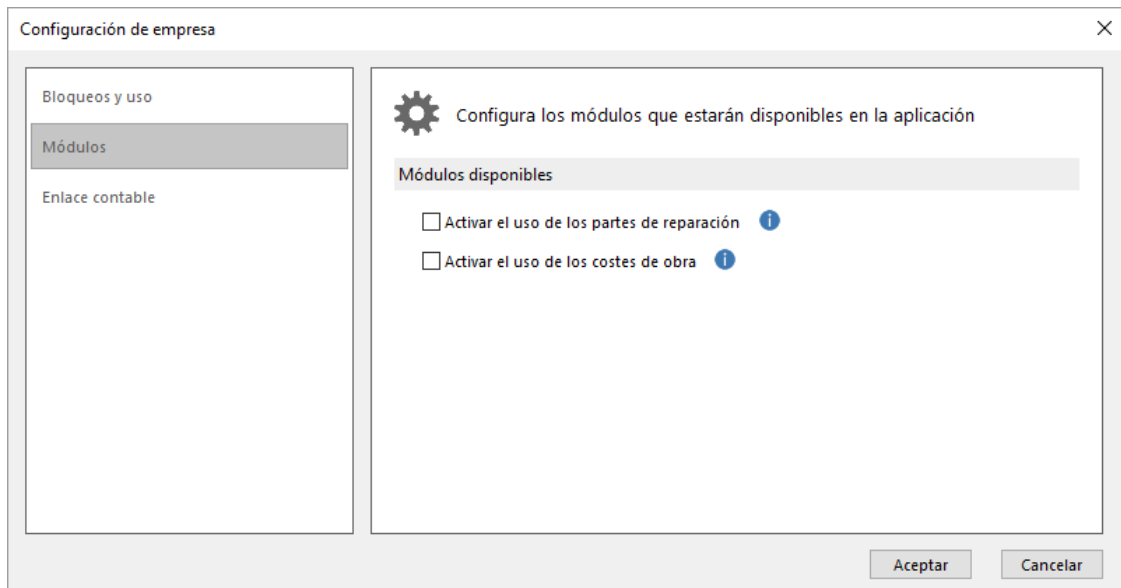 Configuración de empresa
Bloqueos y uso
Módulos
Enlace contable
Configura los módulos que estarán disponibles en la aplicación
Módulos disponibles
Activar el uso de los partes de reparación
Activar el uso de los costes de obra
Aceptar
Cancelar